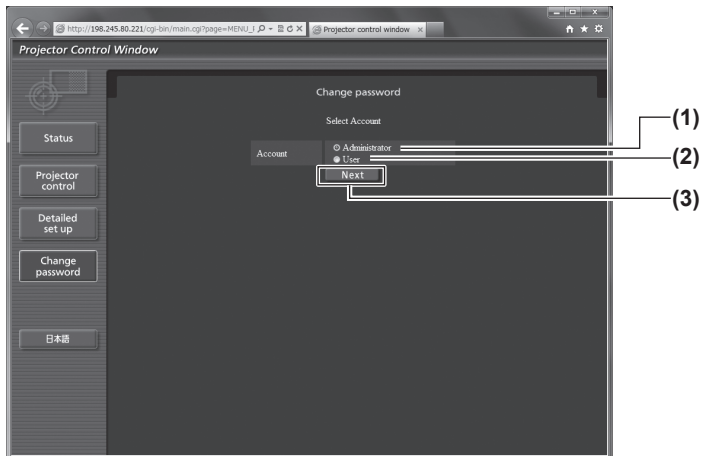 http://198.245.80.221/cgi-bin/main.cgi?page=MENU_I
Projector control window
Projector Control Window
Change password
Select Account
Account
Administrator
User
Next
(1)
(2)
(3)
Status
Projector
control
Detailed
set up
Change
password
日本語